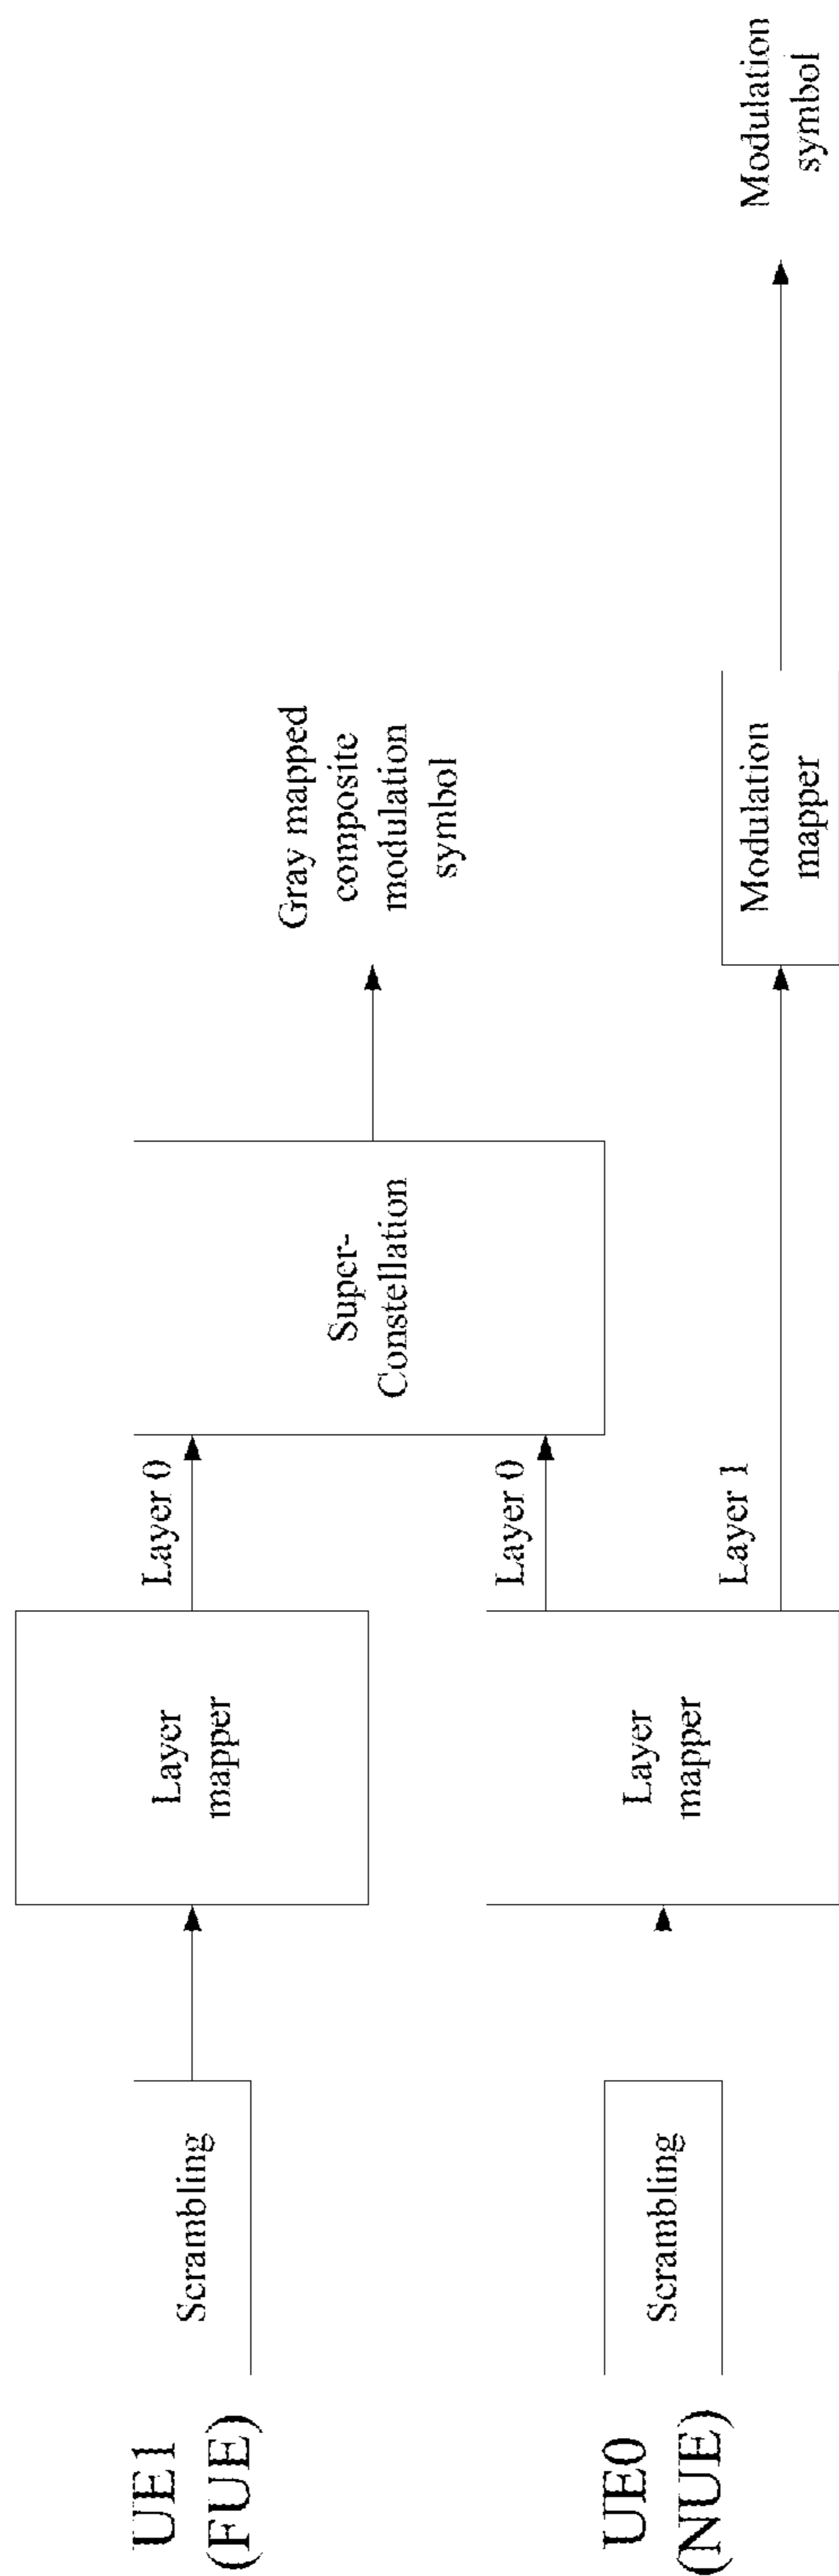 UE1
(FUE)
Scrambling
Layer
mapper
Layer 0
Super-
Constellation
Gray mapped
composite
modulation
symbol
UE0
(NUE)
Scrambling
Layer
mapper
Layer 0
Layer 1
Modulation
mapper
Modulation
symbol